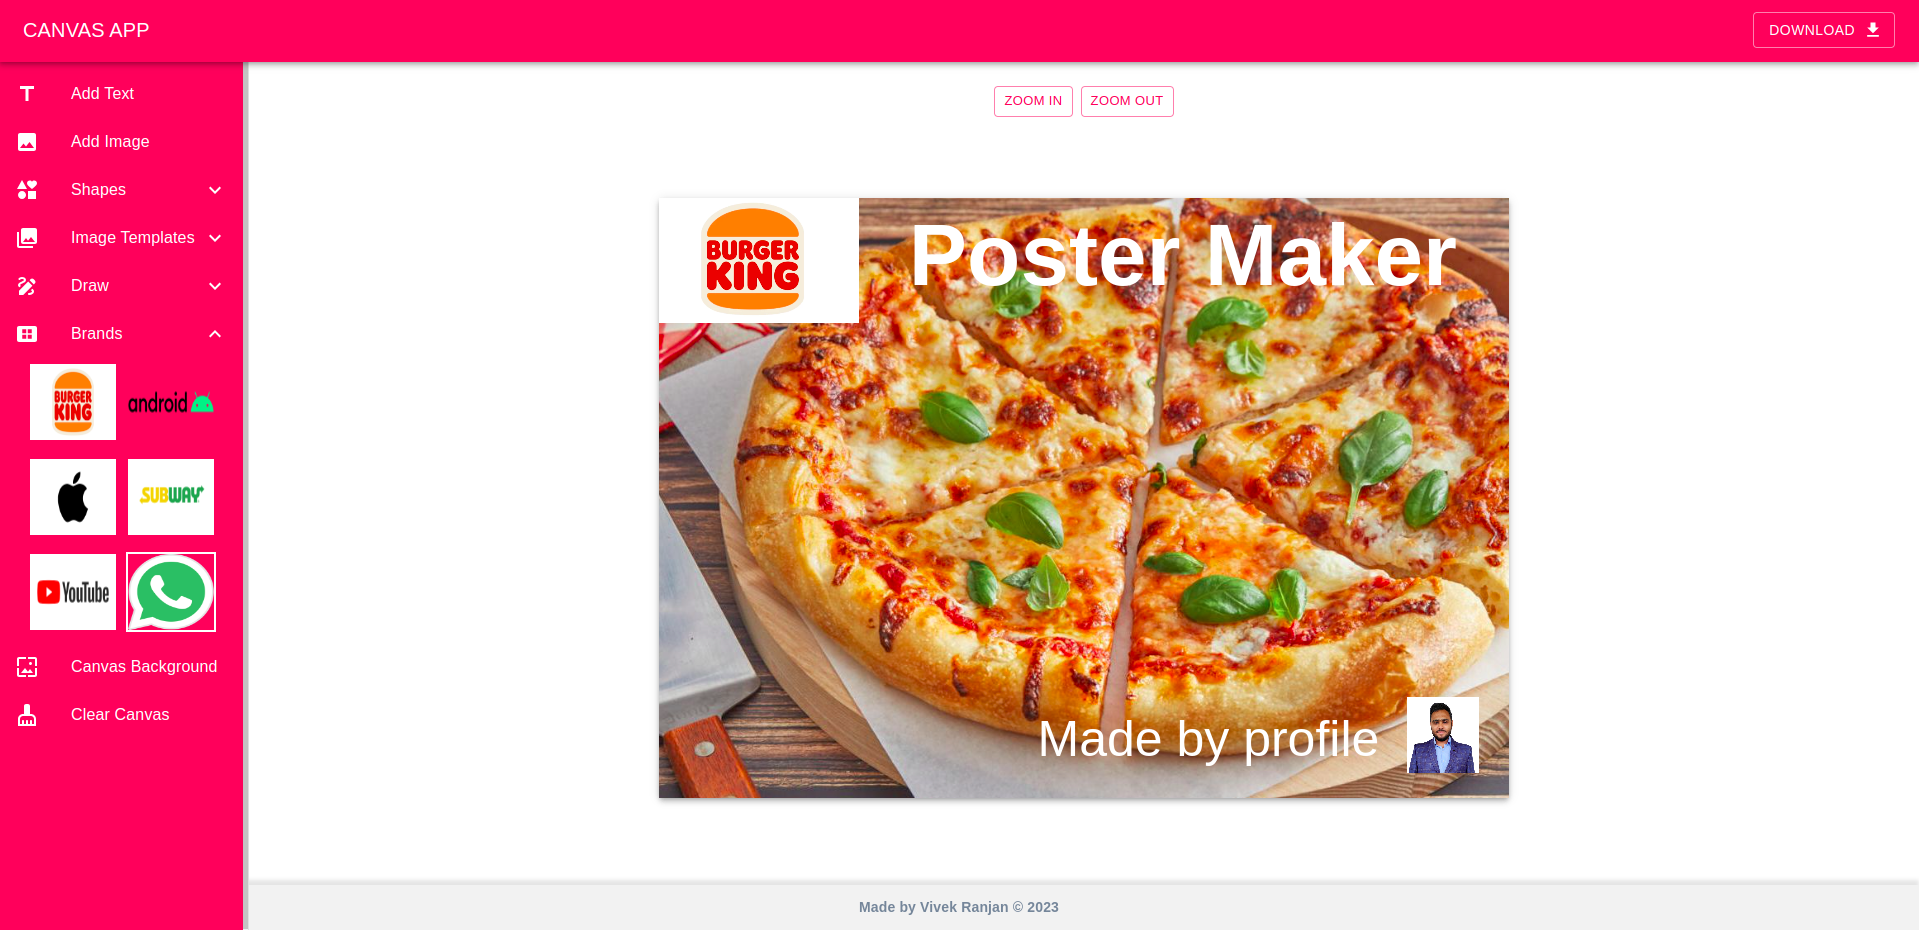 CANVAS APP
DOWNLOAD
Add Text
Add Image
Shapes
Image Templates
Draw
Brands
BURGER
KING
android
SUBWAY
YouTube
Canvas Background
Clear Canvas
ZOOM IN
ZOOM OUT
BURGER
KING
Poster Maker
Made by profile
Made by Vivek Ranjan © 2023